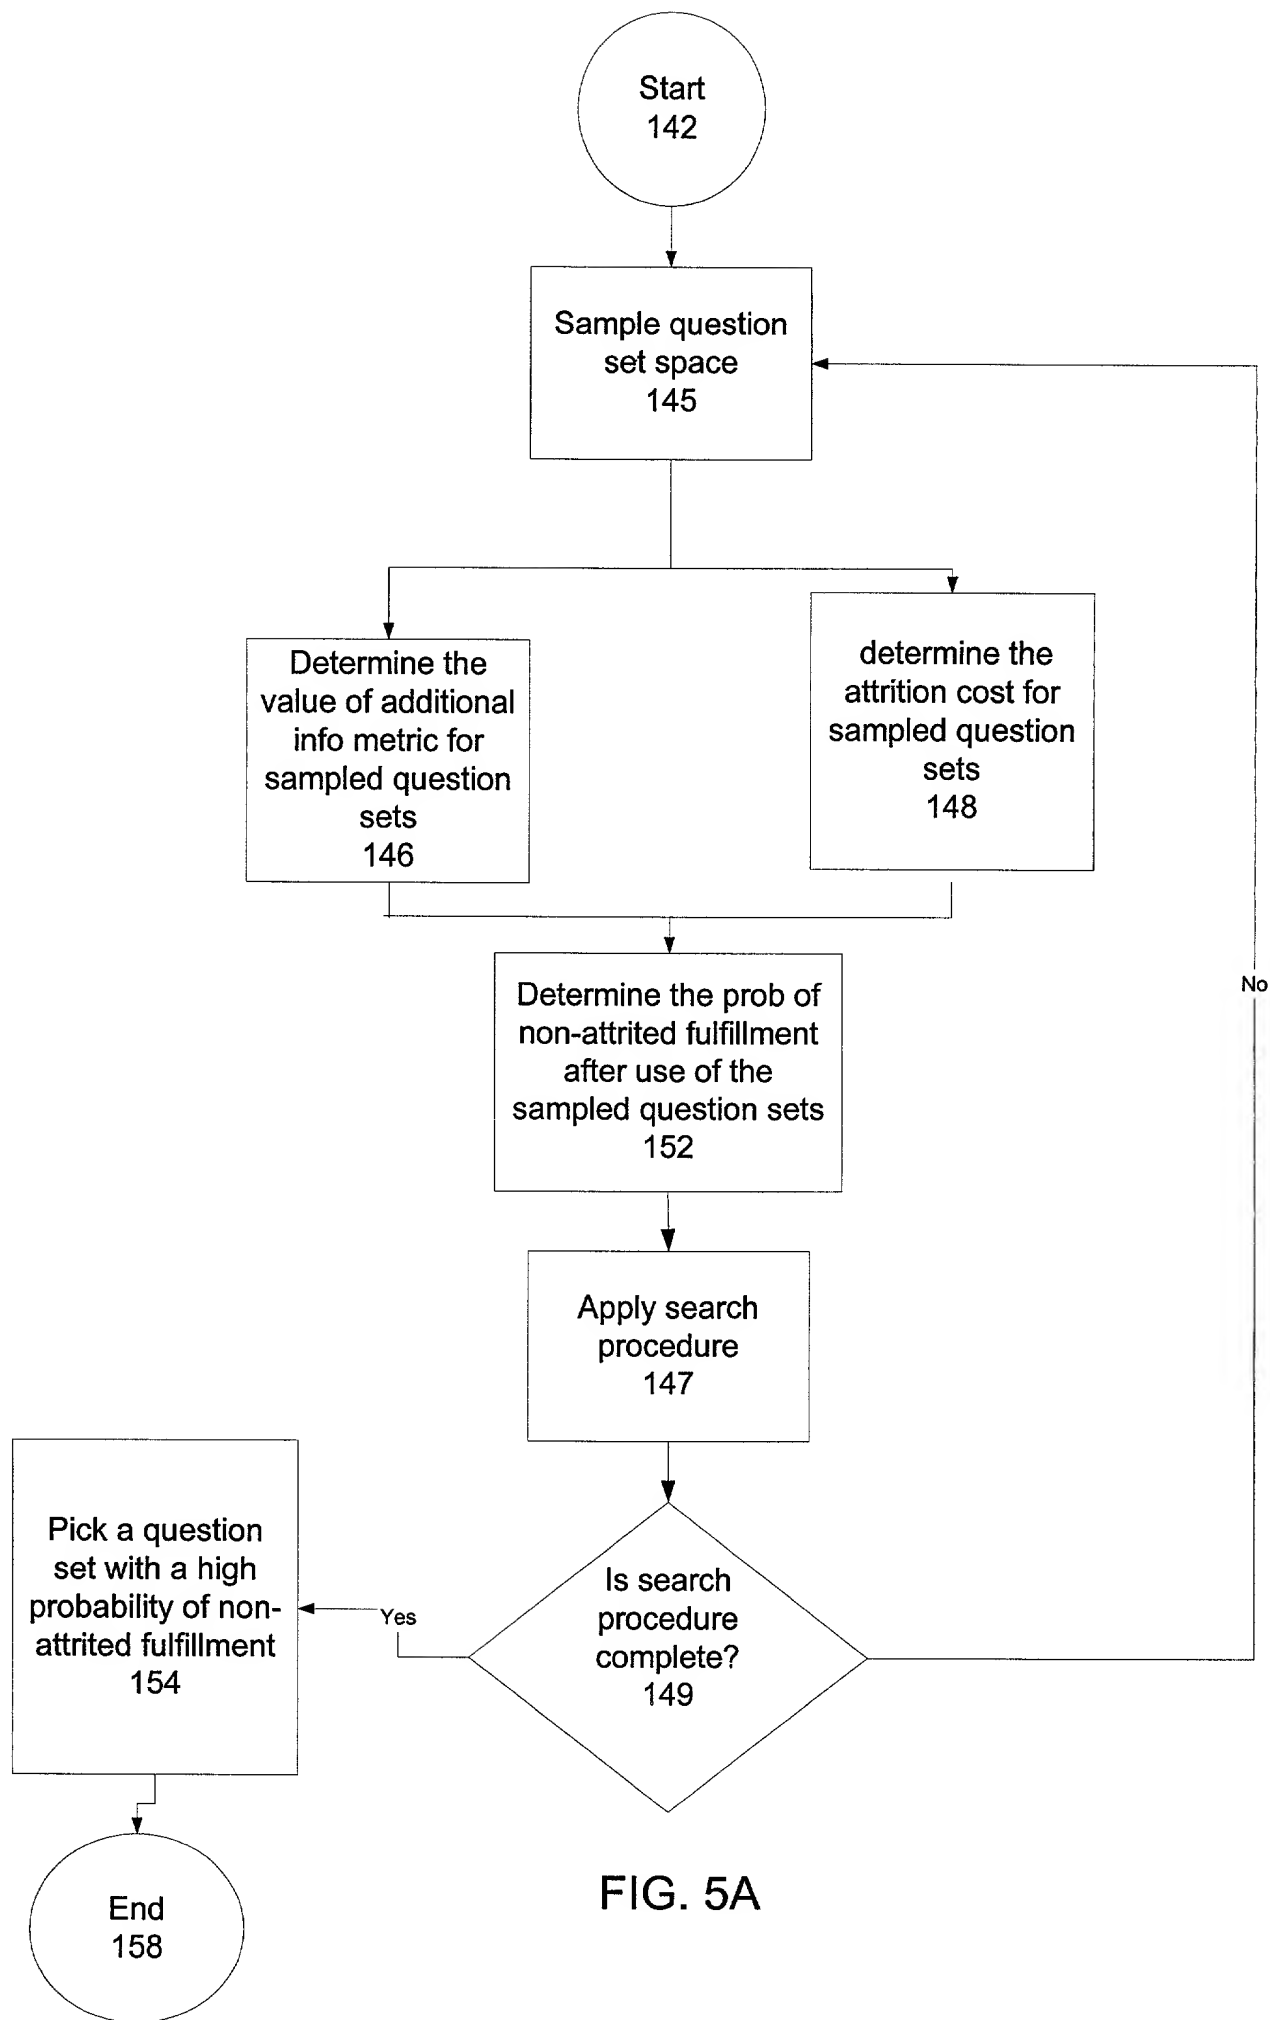 Start
142
Sample question
set space
145
Determine the
value of additional
info metric for
sampled question
sets
146
determine the
attrition cost for
sampled question
sets
148
No
Determine the prob of
non-attrited fulfillment
after use of the
sampled question sets
152
Apply search
procedure
147
Is search
procedure
complete?
149
Yes
Pick a question
set with a high
probability of non-
attrited fulfillment
154
End
158
FIG. 5A